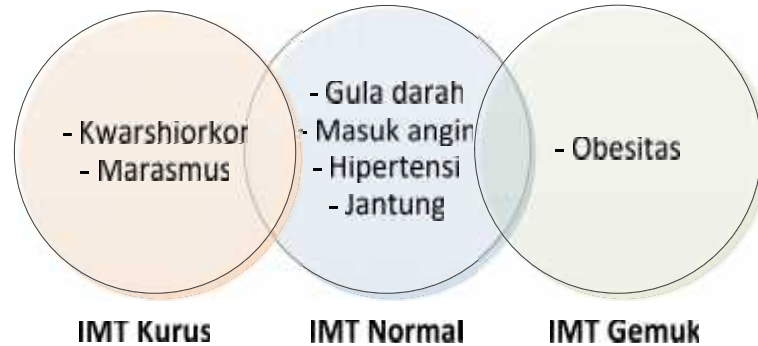 - Kwarshiorkor
- Marasmus
- Gula darah
- Masuk angin
- Hipertensi
- Jantung
- Obesitas
IMT Kurus
IMT Normal
IMT Gemuk